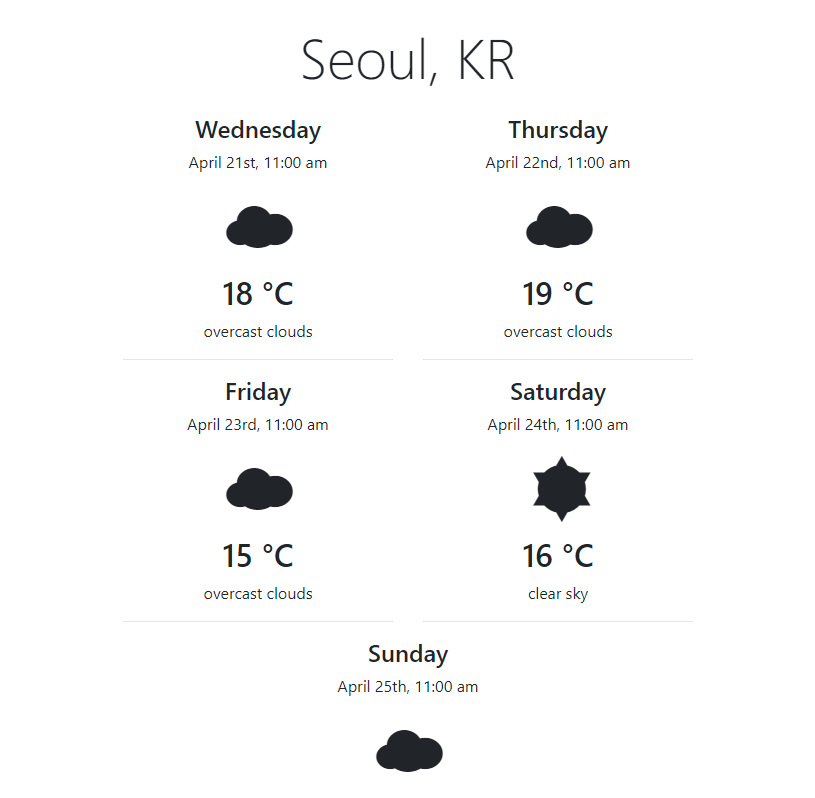 Seoul, KR
Wednesday
April 21st, 11:00 am
18 °C
overcast clouds
Thursday
April 22nd, 11:00 am
19 °C
overcast clouds
Friday
April 23rd, 11:00 am
15 °C
overcast clouds
Saturday
April 24th, 11:00 am
16 °C
clear sky
Sunday
April 25th, 11:00 am